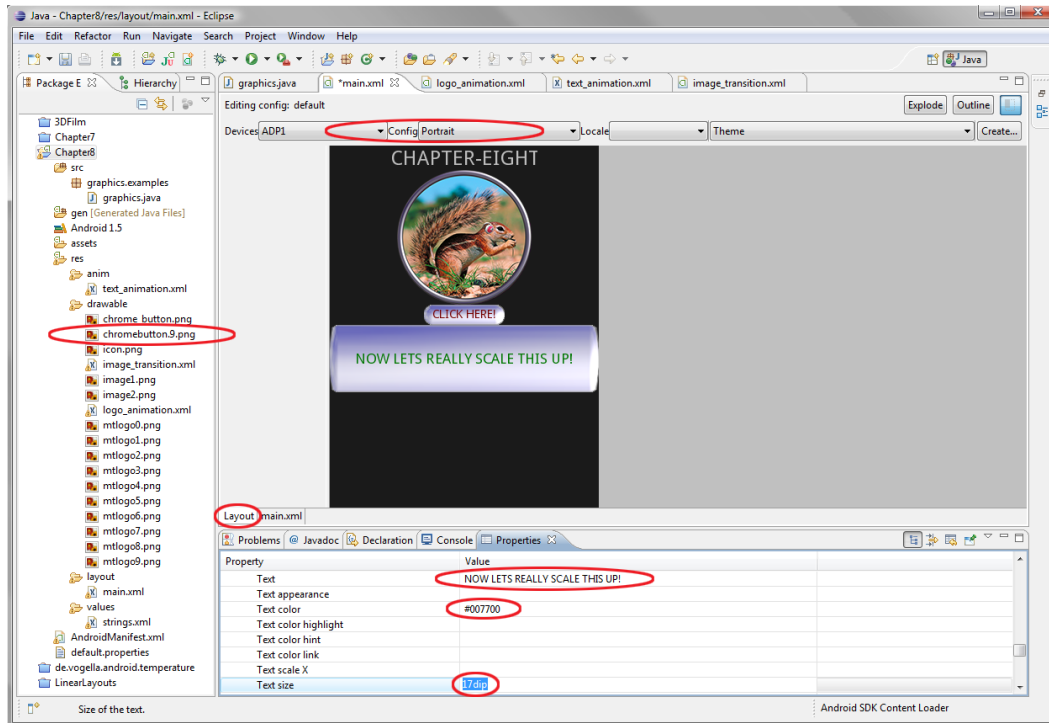 Java - Chapter8/res/layout/main.xml - Eclipse
File Edit Refactor Run Navigate Search Project Window Help
Java
Package E Hierarchy
graphics.java *main.xml logo_animation.xml text_animation.xml image_transition.xml
Editing config: default Explode Outline
Devices ADP1 Config Portrait Locale Theme Create...
3DFilm
Chapter7
Chapter8
src
graphics.examples
graphics.java
gen [Generated Java Files]
Android 1.5
assets
res
anim
text_animation.xml
drawable
chrome_button.png
chromebutton.9.png
icon.png
image_transition.xml
image1.png
image2.png
logo_animation.xml
mtlogo0.png
mtlogo1.png
mtlogo2.png
mtlogo3.png
mtlogo4.png
mtlogo5.png
mtlogo6.png
mtlogo7.png
mtlogo8.png
mtlogo9.png
layout
main.xml
values
strings.xml
AndroidManifest.xml
default.properties
de.vogella.android.temperature
LinearLayouts
CHAPTER-EIGHT
CLICK HERE!
NOW LETS REALLY SCALE THIS UP!
Layout main.xml
Problems @ Javadoc Declaration Console Properties
Property Value
Text NOW LETS REALLY SCALE THIS UP!
Text appearance
Text color #007700
Text color highlight
Text color hint
Text color link
Text scale X
Text size 17dip
Size of the text. Android SDK Content Loader